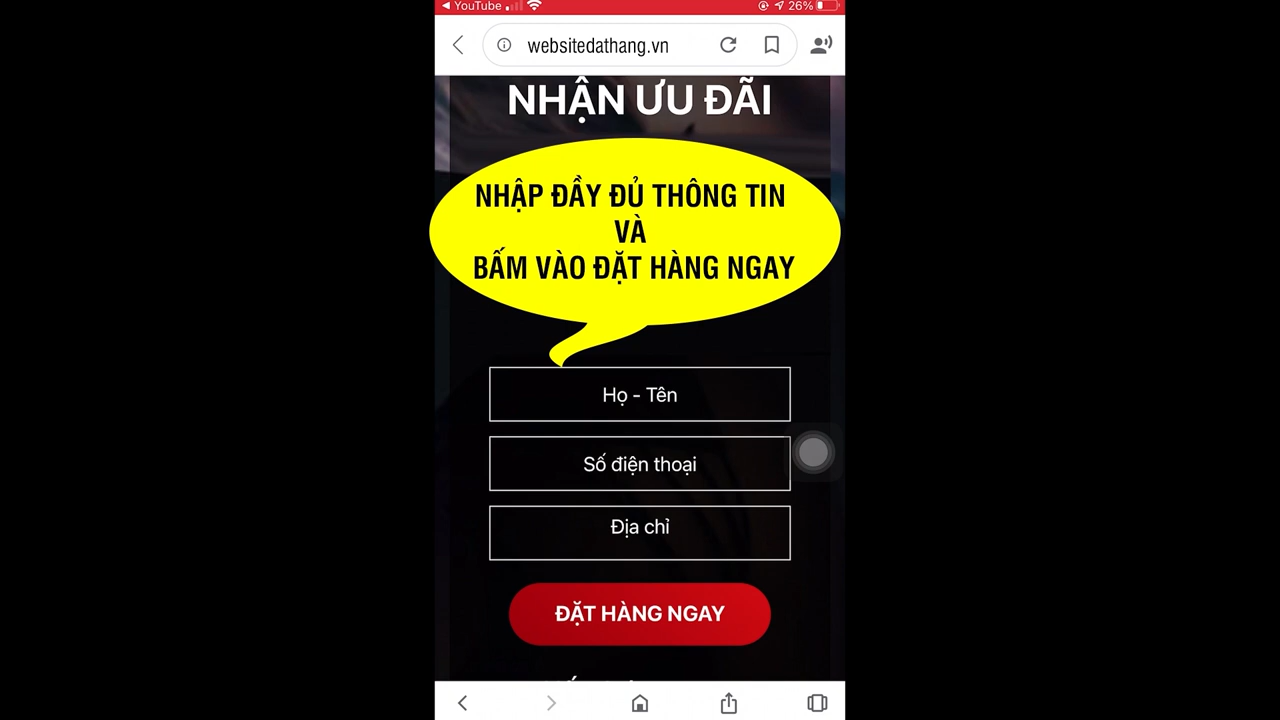 YouTube 26%
websitedathang.vn
NHẬN ƯU ĐÃI
NHẬP ĐẦY ĐỦ THÔNG TIN
VÀ
BẤM VÀO ĐẶT HÀNG NGAY
Họ - Tên
Số điện thoại
Địa chỉ
ĐẶT HÀNG NGAY